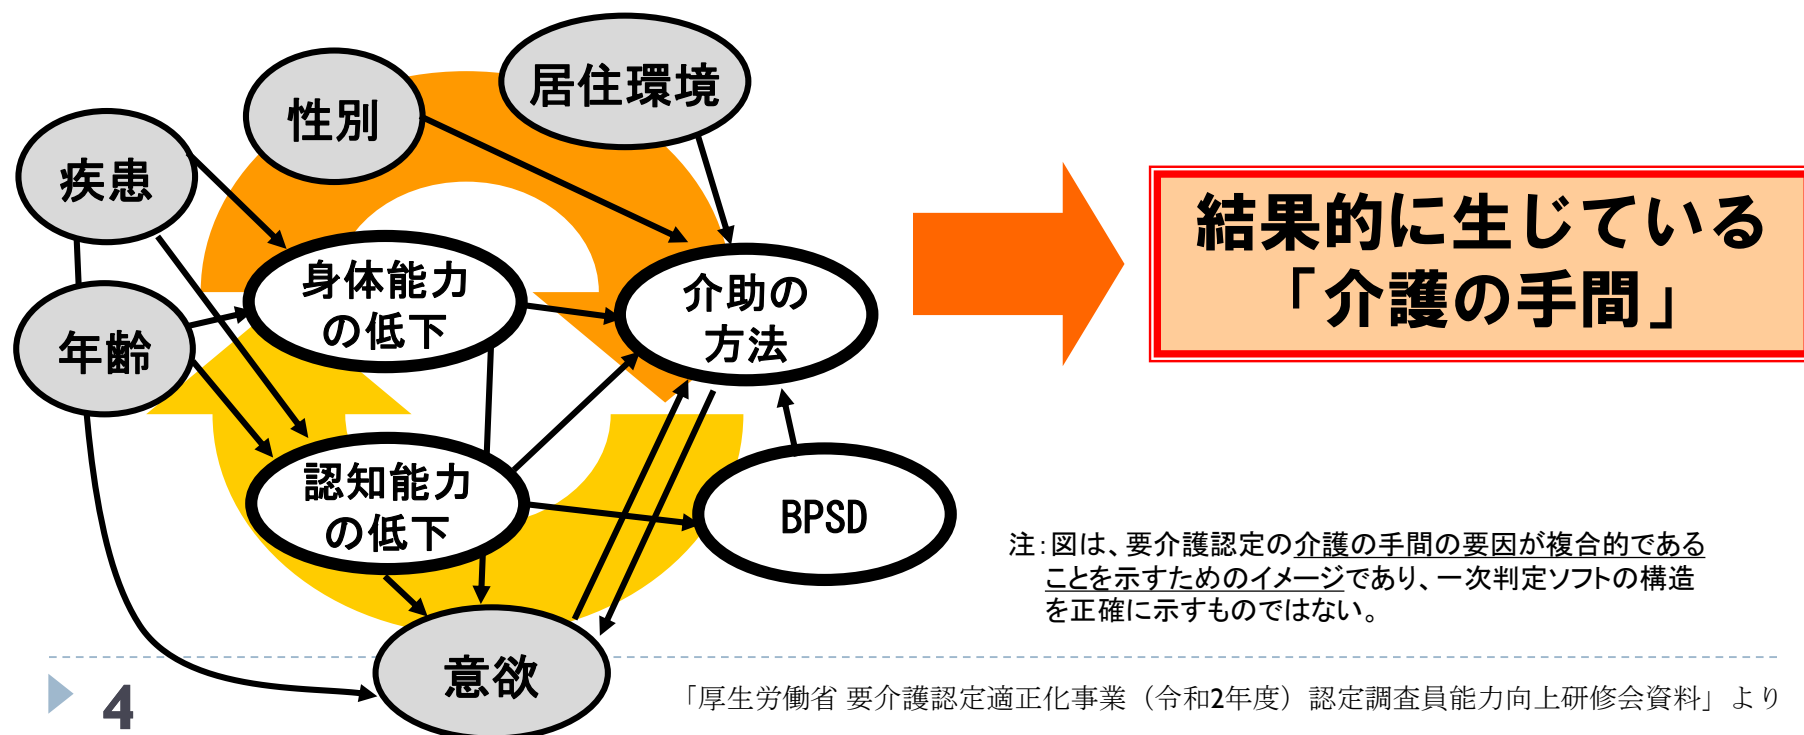 居住環境
性別
疾患
年齢
身体能力
の低下
介助の
方法
認知能力
の低下
BPSD
意欲
結果的に生じている
「介護の手間」
注：図は、要介護認定の介護の手間の要因が複合的である
ことを示すためのイメージであり、一次判定ソフトの構造
を正確に示すものではない。
4
「厚生労働省 要介護認定適正化事業（令和2年度）認定調査員能力向上研修会資料」より